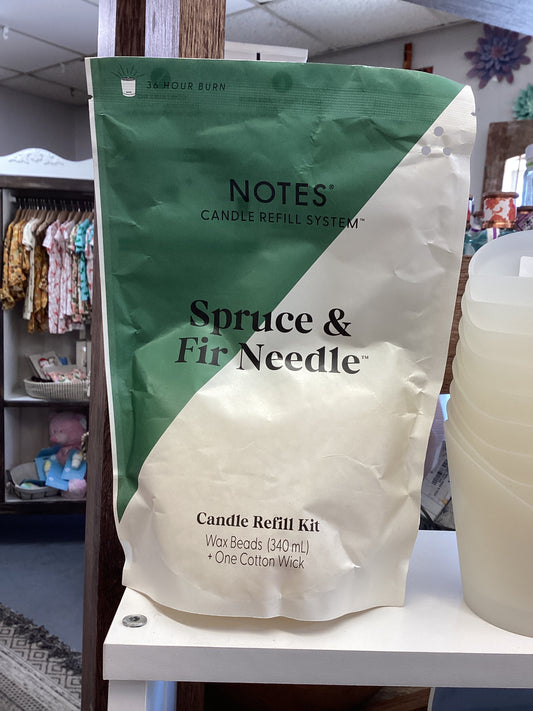 36 HOUR BURN
NOTES®
CANDLE REFILL SYSTEM™
Spruce &
Fir Needle™
Candle Refill Kit
Wax Beads (340 mL)
+ One Cotton Wick